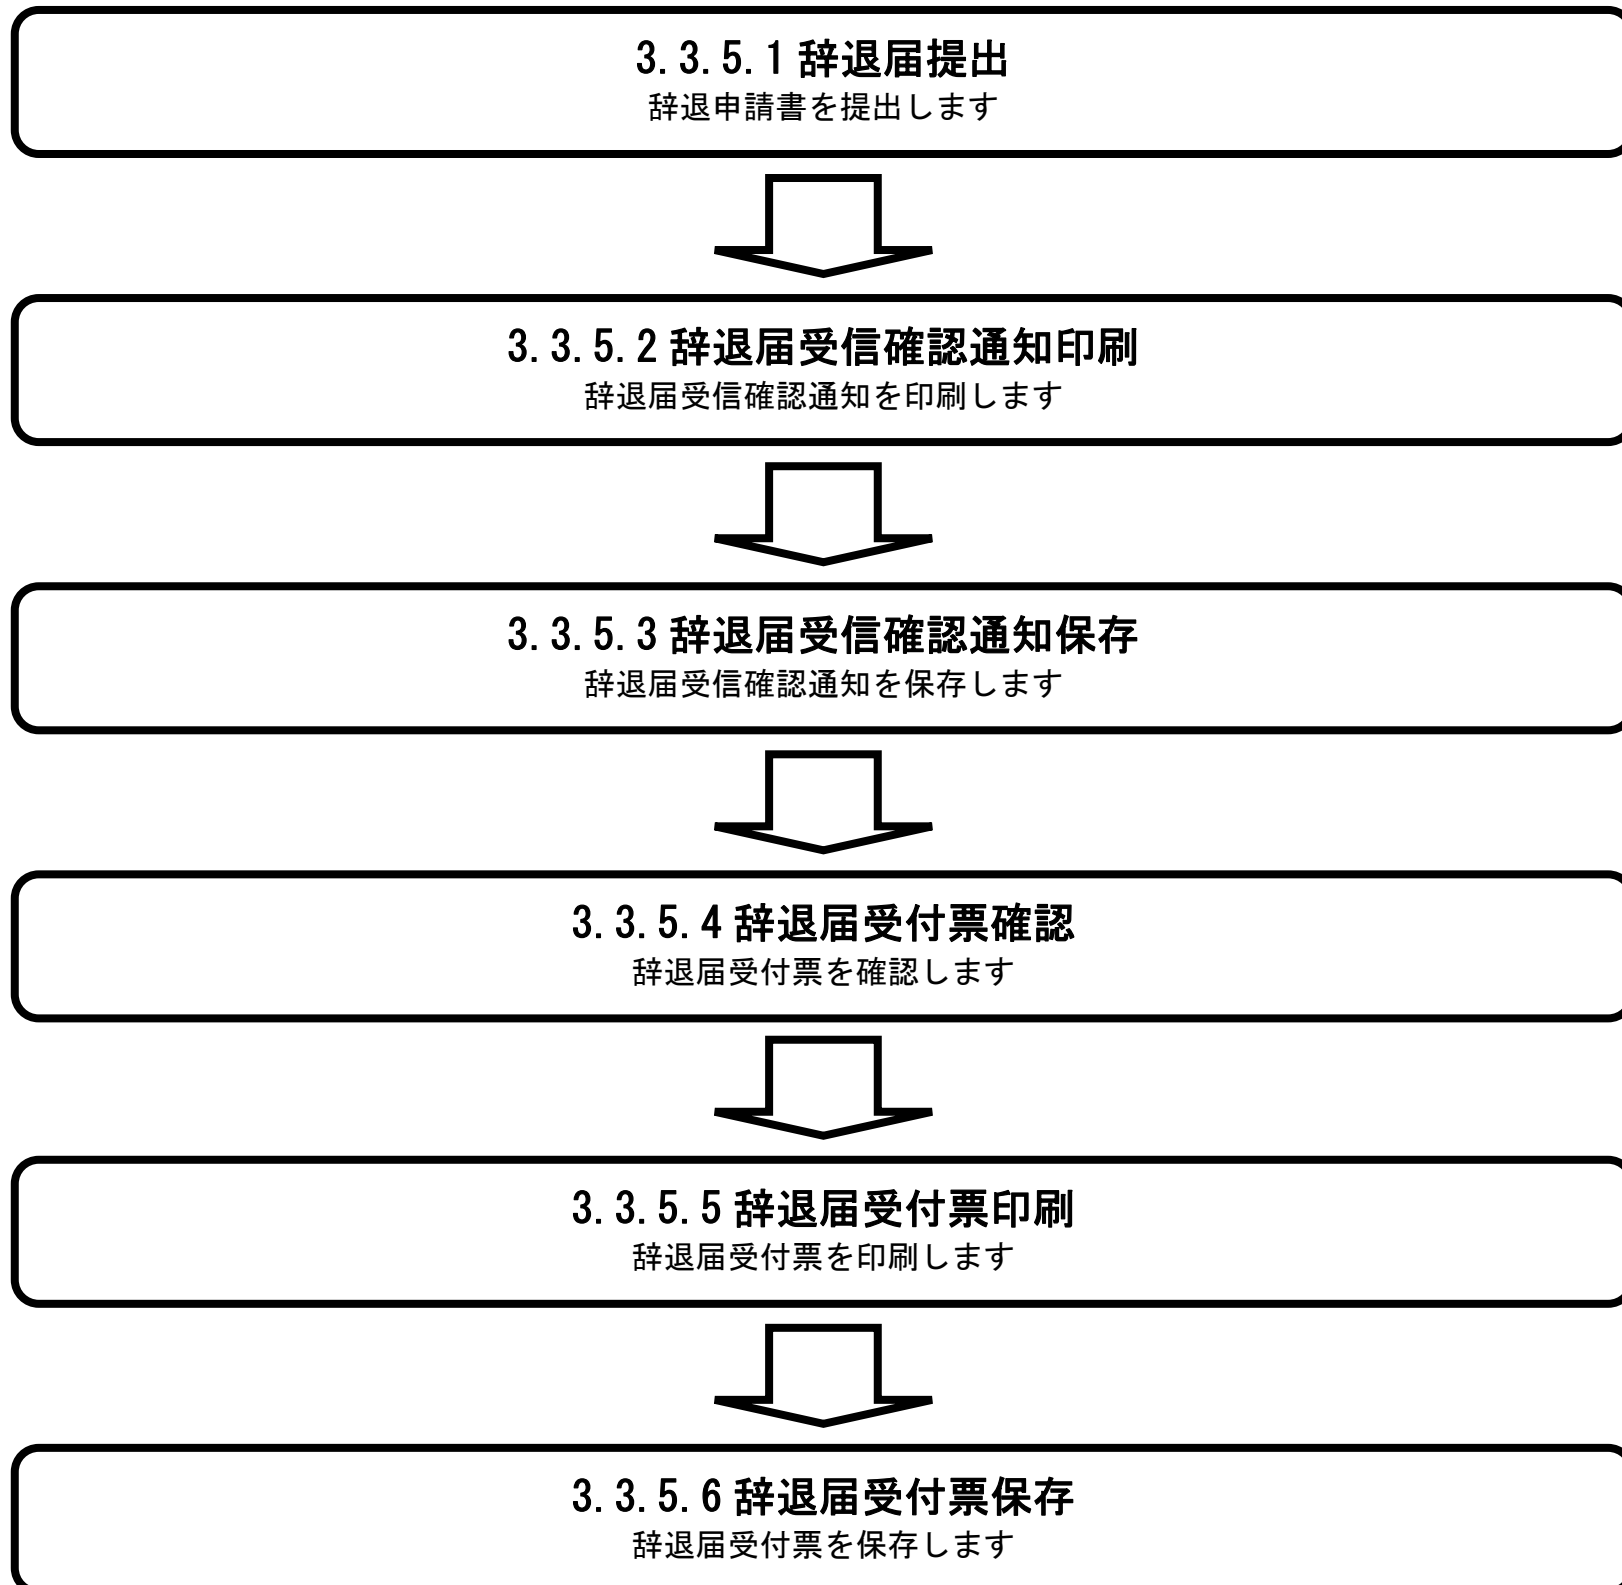 3.3.5.1 辞退届提出
辞退申請書を提出します
3.3.5.2 辞退届受信確認通知印刷
辞退届受信確認通知を印刷します
3.3.5.3 辞退届受信確認通知保存
辞退届受信確認通知を保存します
3.3.5.4 辞退届受付票確認
辞退届受付票を確認します
3.3.5.5 辞退届受付票印刷
辞退届受付票を印刷します
3.3.5.6 辞退届受付票保存
辞退届受付票を保存します